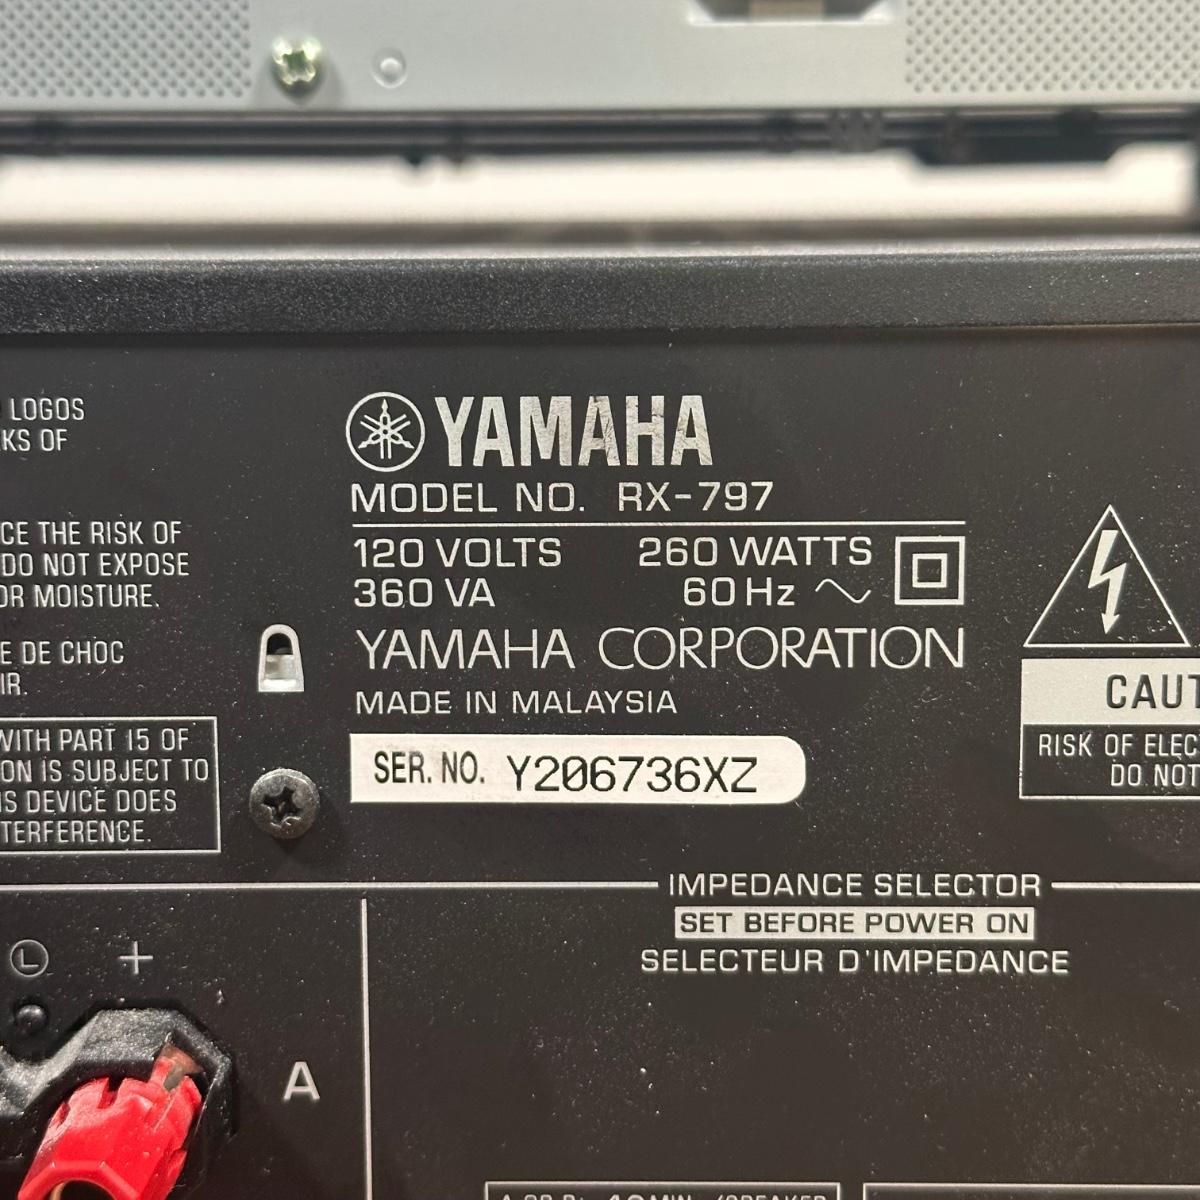 LOGOS
KS OF
CE THE RISK OF
DO NOT EXPOSE
OR MOISTURE.
E DE CHOC
IR.
WITH PART 15 OF
ON IS SUBJECT TO
IS DEVICE DOES
TERFERENCE.
YAMAHA
MODEL NO. RX-797
120 VOLTS 260 WATTS
360 VA 60 Hz
YAMAHA CORPORATION
MADE IN MALAYSIA
SER. NO. Y206736XZ
CAUT
RISK OF ELEC
DO NOT
IMPEDANCE SELECTOR
SET BEFORE POWER ON
SELECTEUR D'IMPEDANCE
L +
A